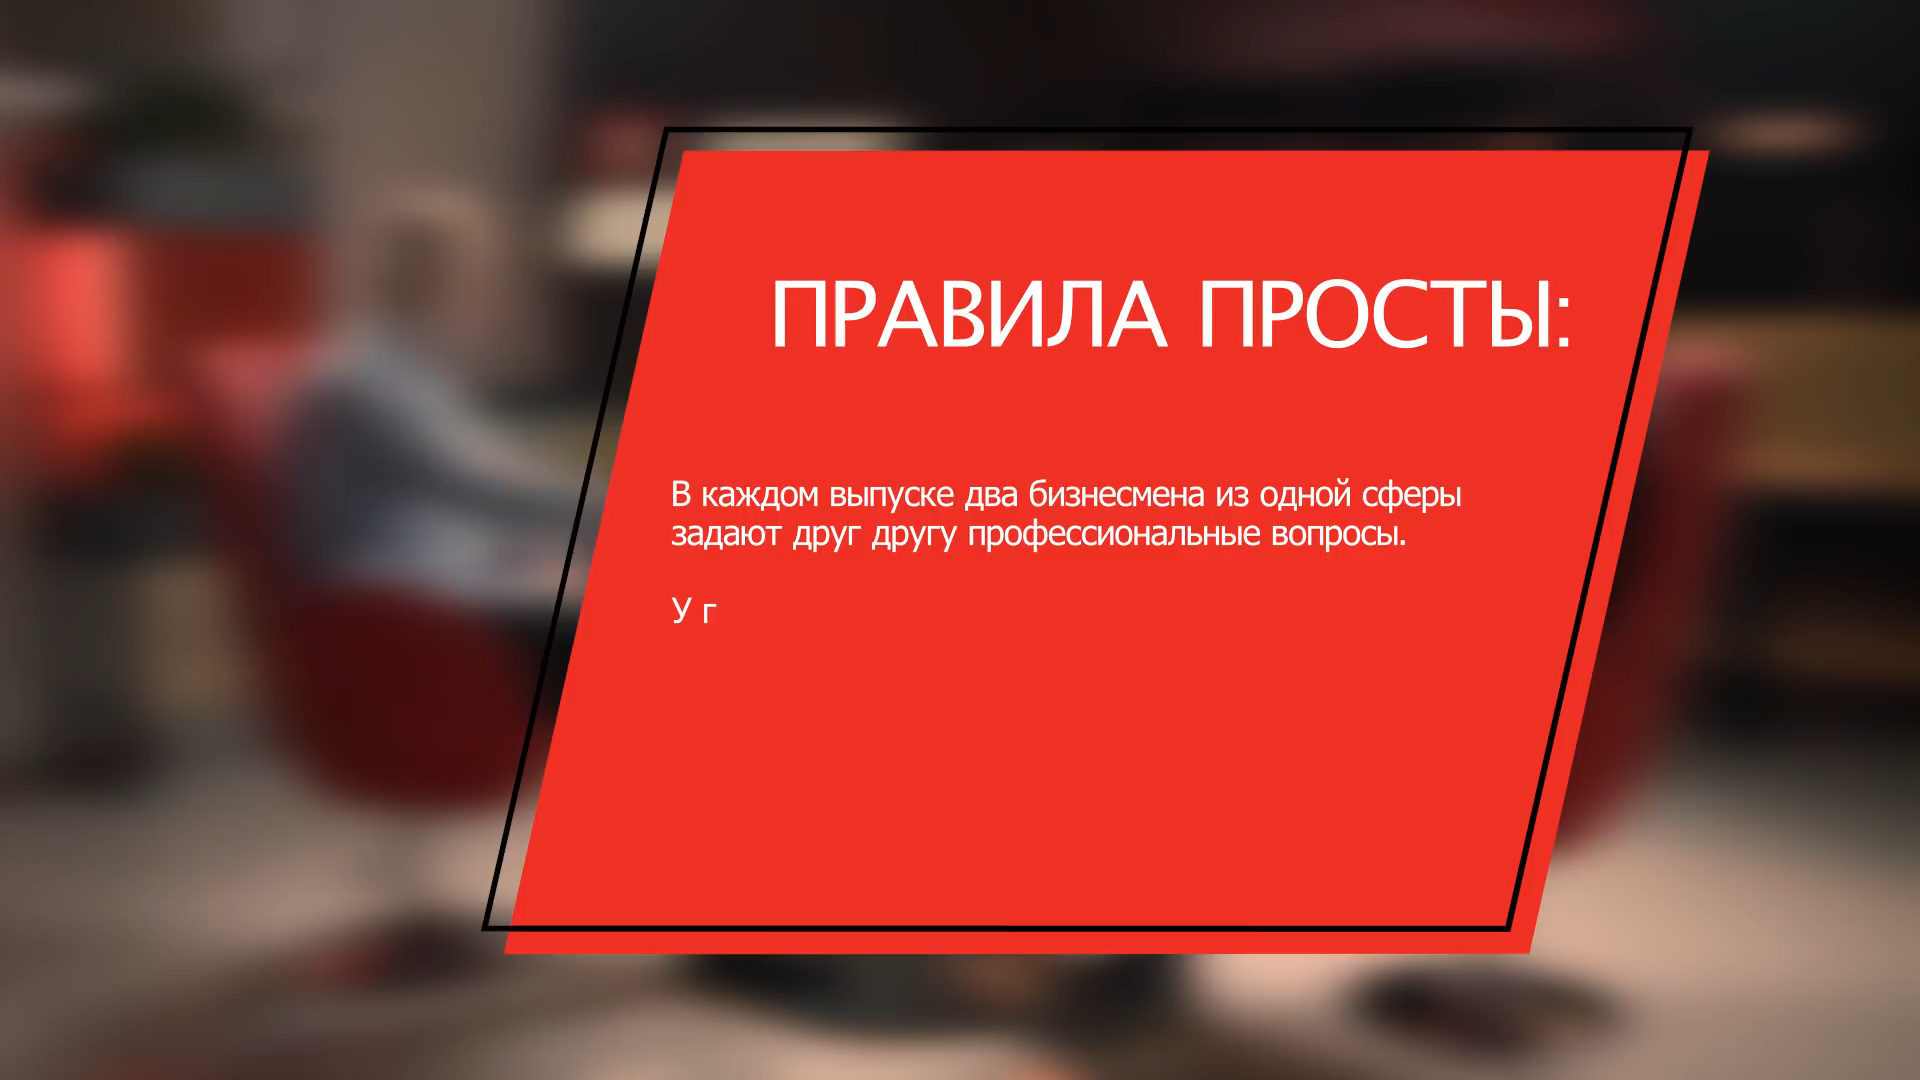 ПРАВИЛА ПРОСТЫ:
В каждом выпуске два бизнесмена из одной сферы
задают друг другу профессиональные вопросы.
У г